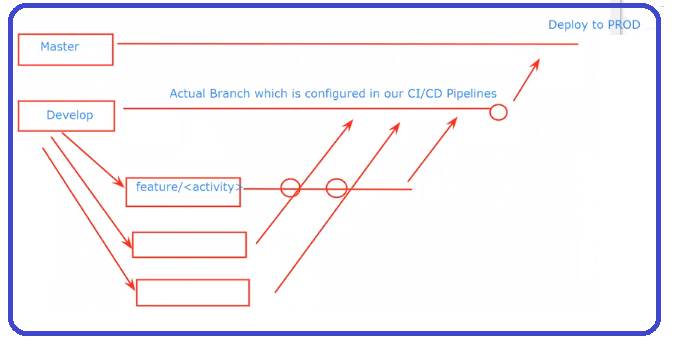 Deploy to PROD
Master
Actual Branch which is configured in our CI/CD Pipelines
Develop
feature/<activity>